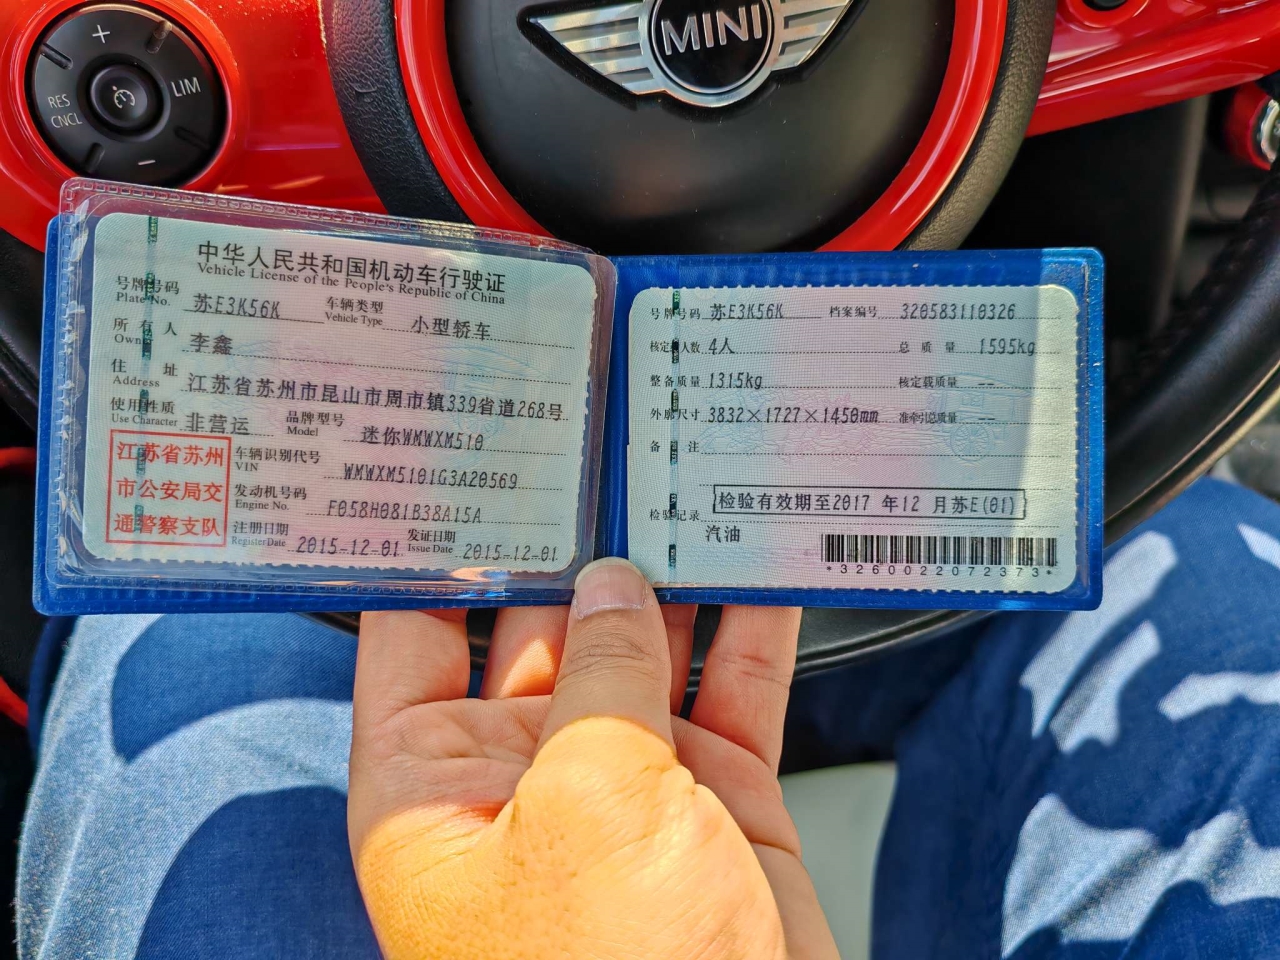 MINI
+
RES
CNCL
LIM
−
中华人民共和国机动车行驶证
Vehicle License of the People's Republic of China
号牌号码 苏E3K56K 车辆类型 小型轿车
Plate No. Vehicle Type
所有人 李鑫
Owner
住址 江苏省苏州市昆山市周市镇339省道268号
Address
使用性质 非营运 品牌型号 迷你WMWXM510
Use Character Model
江苏省苏州
市公安局交
通警察支队
车辆识别代号 WMWXM5101G3A20569
VIN
发动机号码 F058H081B38A15A
Engine No.
注册日期 2015-12-01 发证日期 2015-12-01
Register Date Issue Date
号牌号码 苏E3K56K 档案编号 320583110326
核定人数 4人 总质量 1595kg
整备质量 1315kg 核定载质量 --
外廓尺寸 3832×1727×1450mm 准牵引总质量 --
备注
检验有效期至2017 年12 月苏E(01)
检验记录
汽油
*3260022072373*